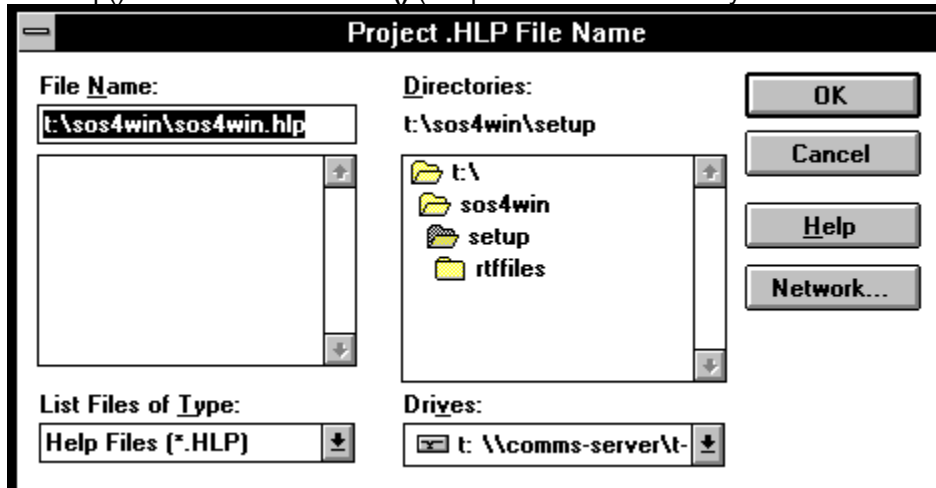 Project .HLP File Name
File Name:
t:\sos4win\sos4win.hlp
Directories:
t:\sos4win\setup
t:\
sos4win
setup
rtffiles
OK
Cancel
Help
Network...
List Files of Type:
Help Files (*.HLP)
Drives:
t: \\comms-server\t-